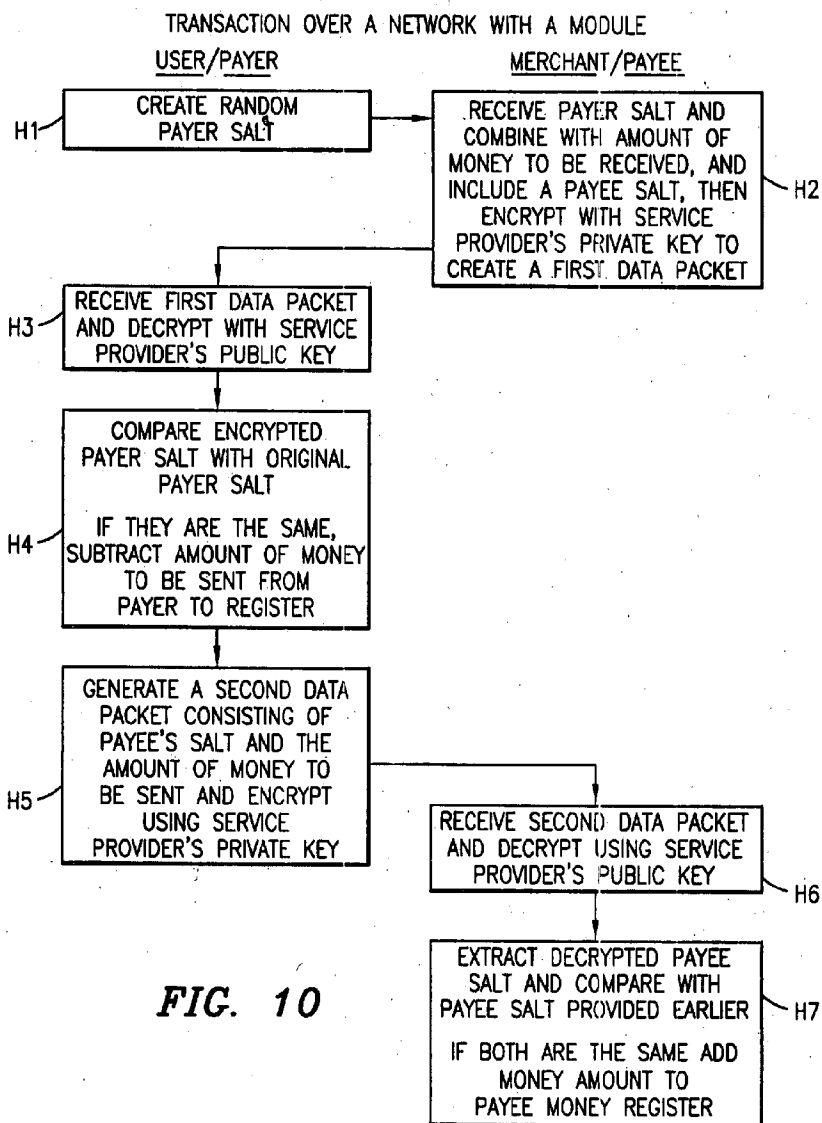 TRANSACTION OVER A NETWORK WITH A MODULE
USER/PAYER
MERCHANT/PAYEE
H1
CREATE RANDOM
PAYER SALT
RECEIVE PAYER SALT AND
COMBINE WITH AMOUNT OF
MONEY TO BE RECEIVED, AND
INCLUDE A PAYEE SALT, THEN
ENCRYPT WITH SERVICE
PROVIDER'S PRIVATE KEY TO
CREATE A FIRST DATA PACKET
H2
H3
RECEIVE FIRST DATA PACKET
AND DECRYPT WITH SERVICE
PROVIDER'S PUBLIC KEY
H4
COMPARE ENCRYPTED
PAYER SALT WITH ORIGINAL
PAYER SALT
IF THEY ARE THE SAME,
SUBTRACT AMOUNT OF MONEY
TO BE SENT FROM
PAYER TO REGISTER
H5
GENERATE A SECOND DATA
PACKET CONSISTING OF
PAYEE'S SALT AND THE
AMOUNT OF MONEY TO
BE SENT AND ENCRYPT
USING SERVICE
PROVIDER'S PRIVATE KEY
RECEIVE SECOND DATA PACKET
AND DECRYPT USING SERVICE
PROVIDER'S PUBLIC KEY
H6
EXTRACT DECRYPTED PAYEE
SALT AND COMPARE WITH
PAYEE SALT PROVIDED EARLIER
IF BOTH ARE THE SAME ADD
MONEY AMOUNT TO
PAYEE MONEY REGISTER
H7
FIG. 10